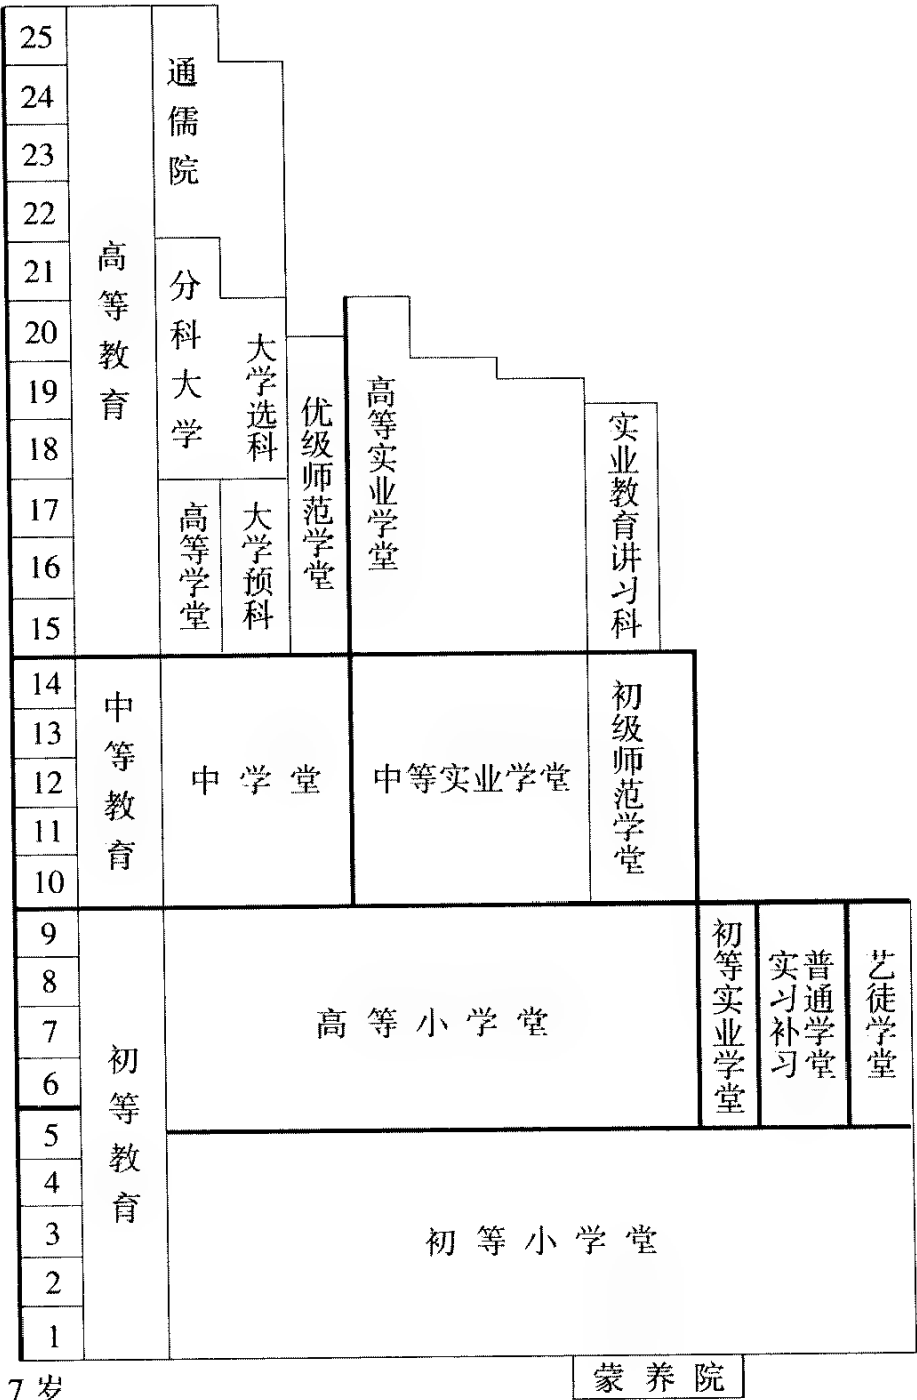 25
24
23
22
21
20
19
18
17
16
15
14
13
12
11
10
9
8
7
6
5
4
3
2
1
7 岁
高等教育
中等教育
初等教育
通儒院
分科大学
大学选科
高等学堂
大学预科
优级师范学堂
高等实业学堂
实业教育讲习科
中学堂
中等实业学堂
初级师范学堂
高等小学堂
初等实业学堂
普通学堂
实习补习
艺徒学堂
初等小学堂
蒙养院